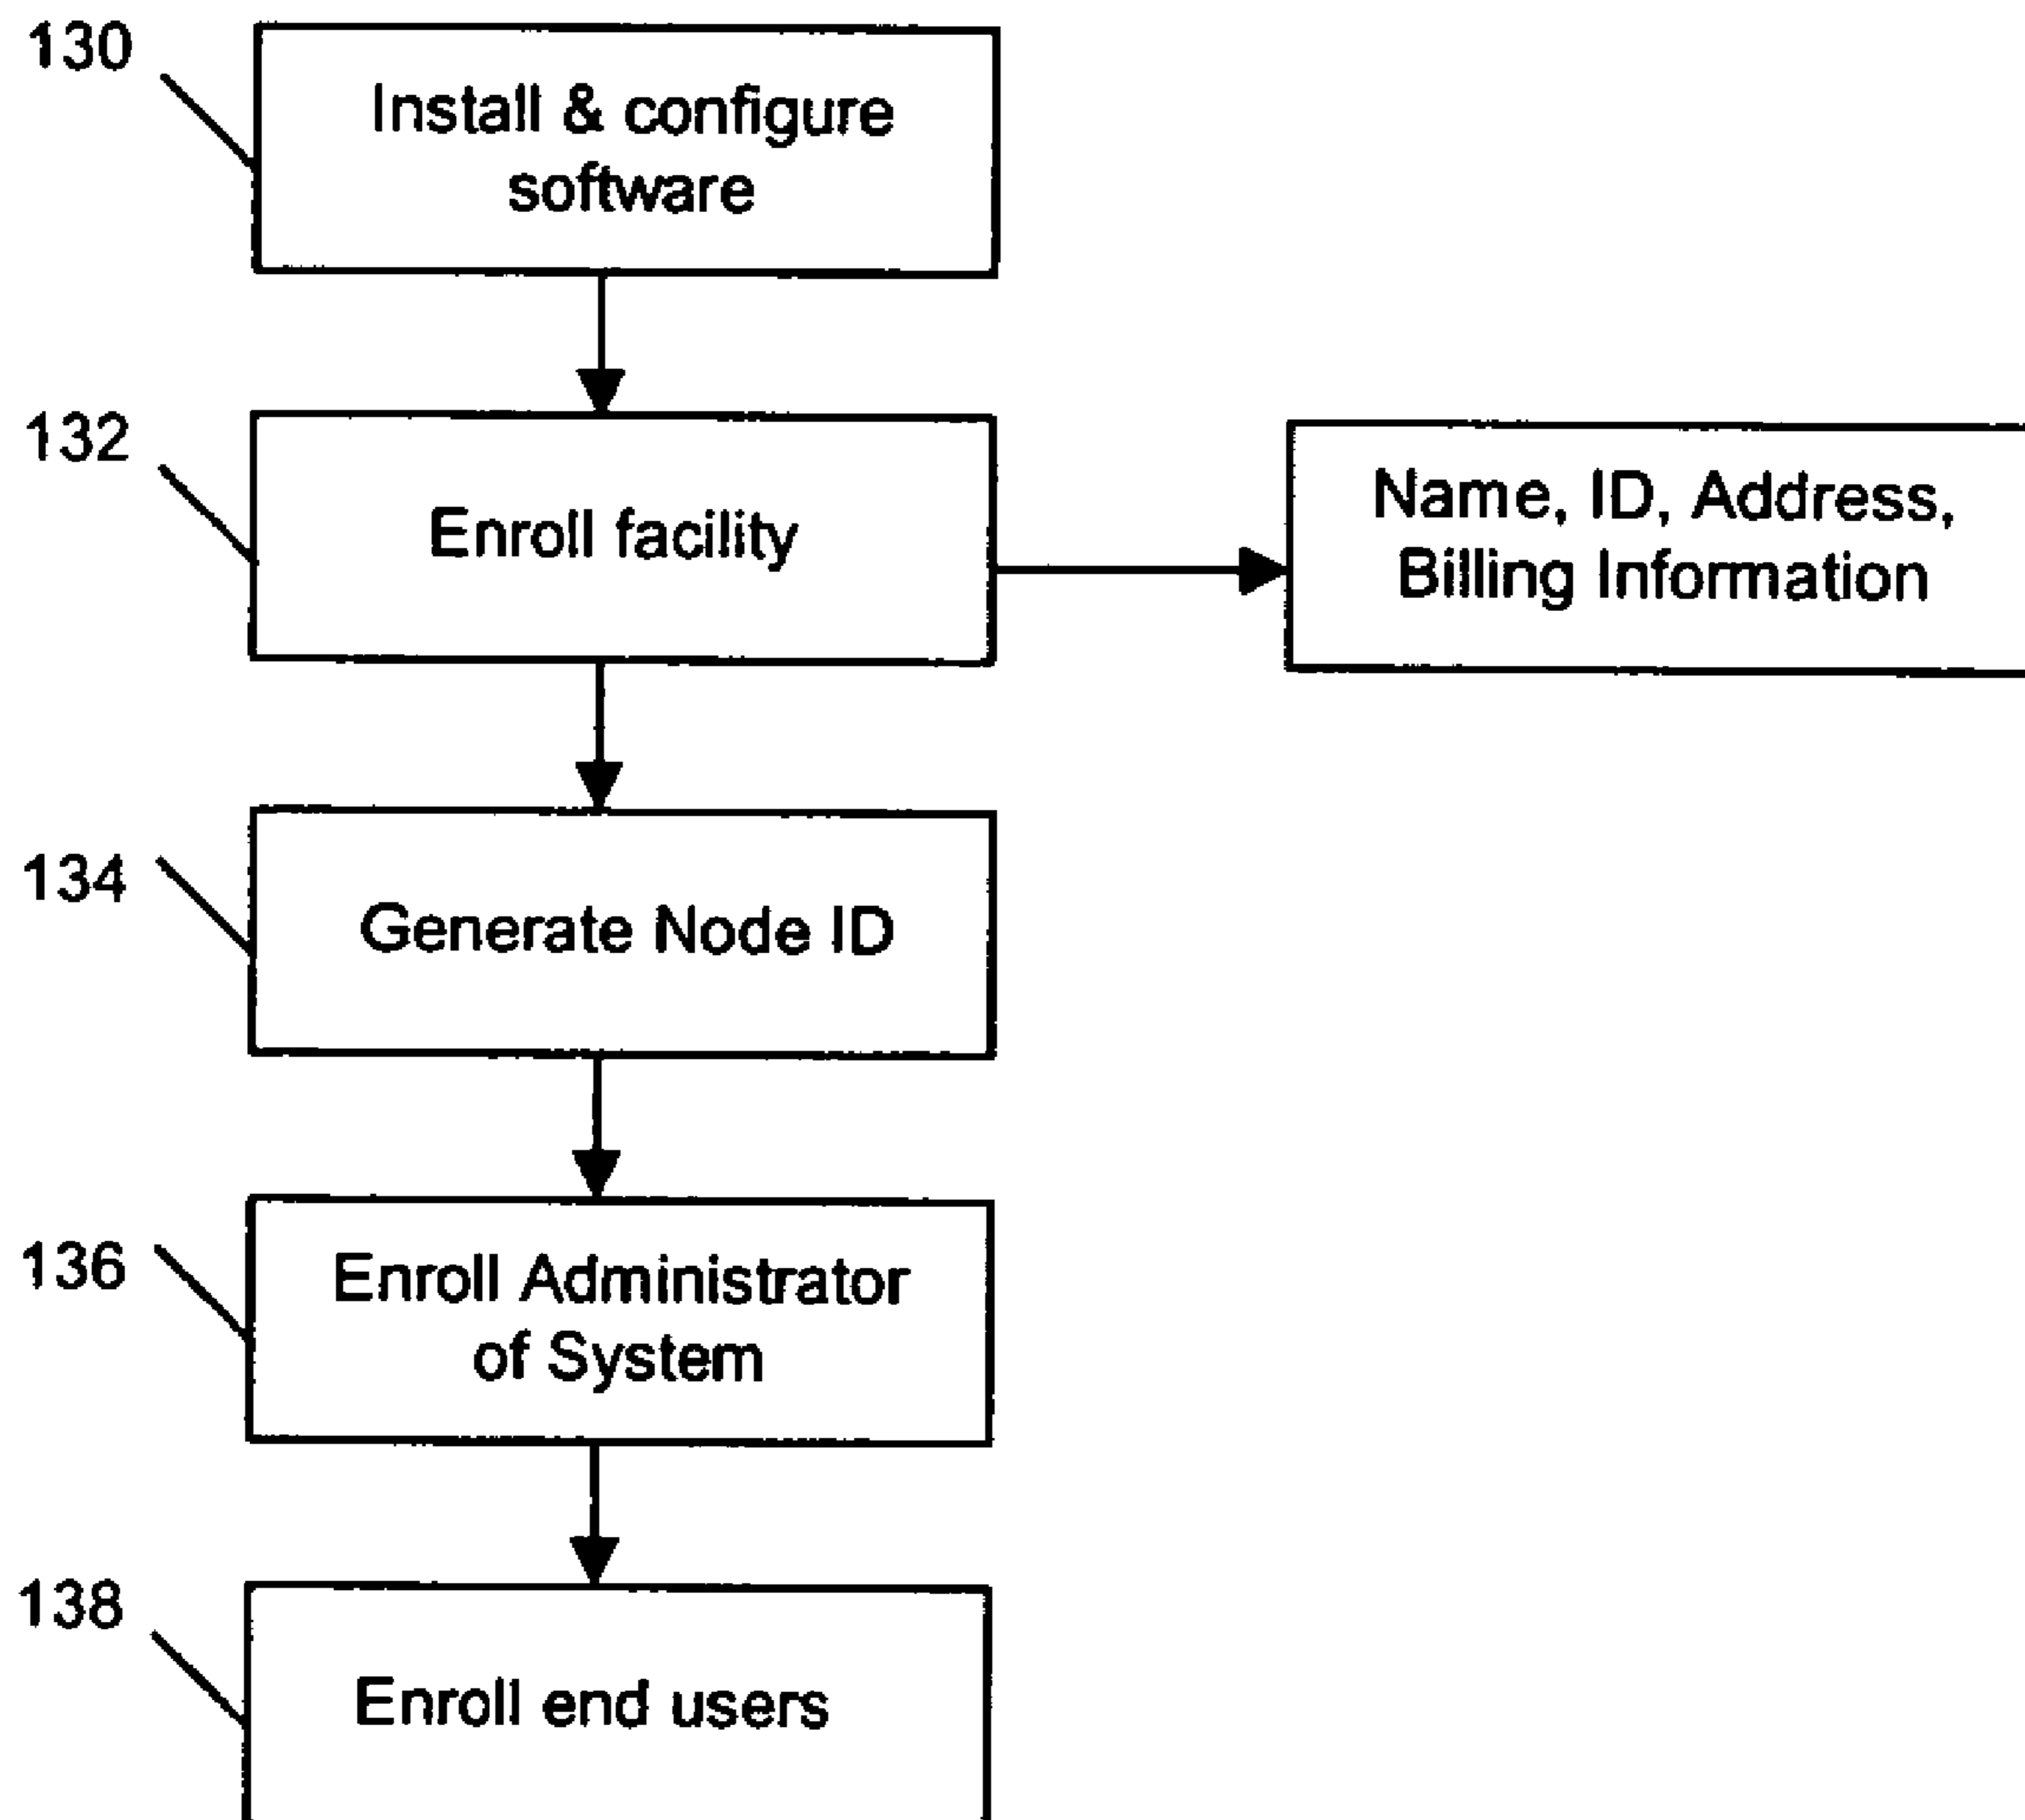 130
Install & configure
software
132
Enroll facility
Name, ID, Address,
Billing Information
134
Generate Node ID
136
Enroll Administrator
of System
138
Enroll end users